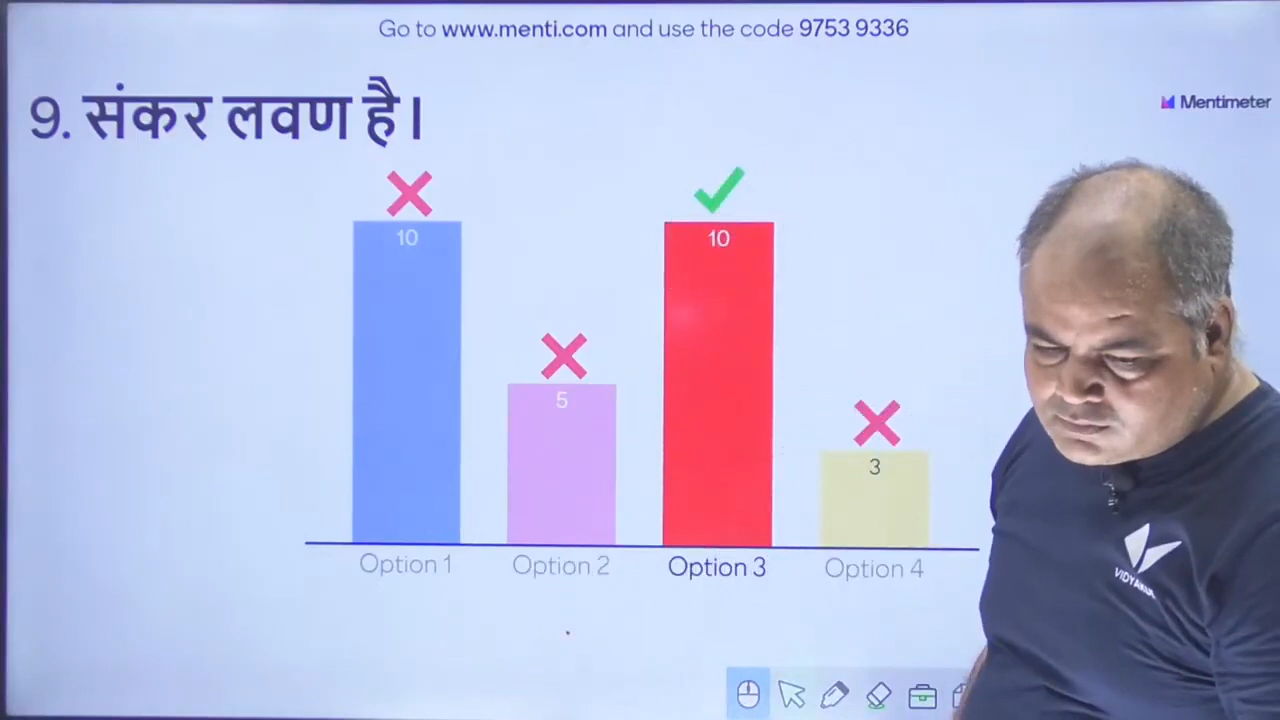 Go to www.menti.com and use the code 9753 9336
9. संकर लवण है।
Mentimeter
10
5
10
3
Option 1
Option 2
Option 3
Option 4